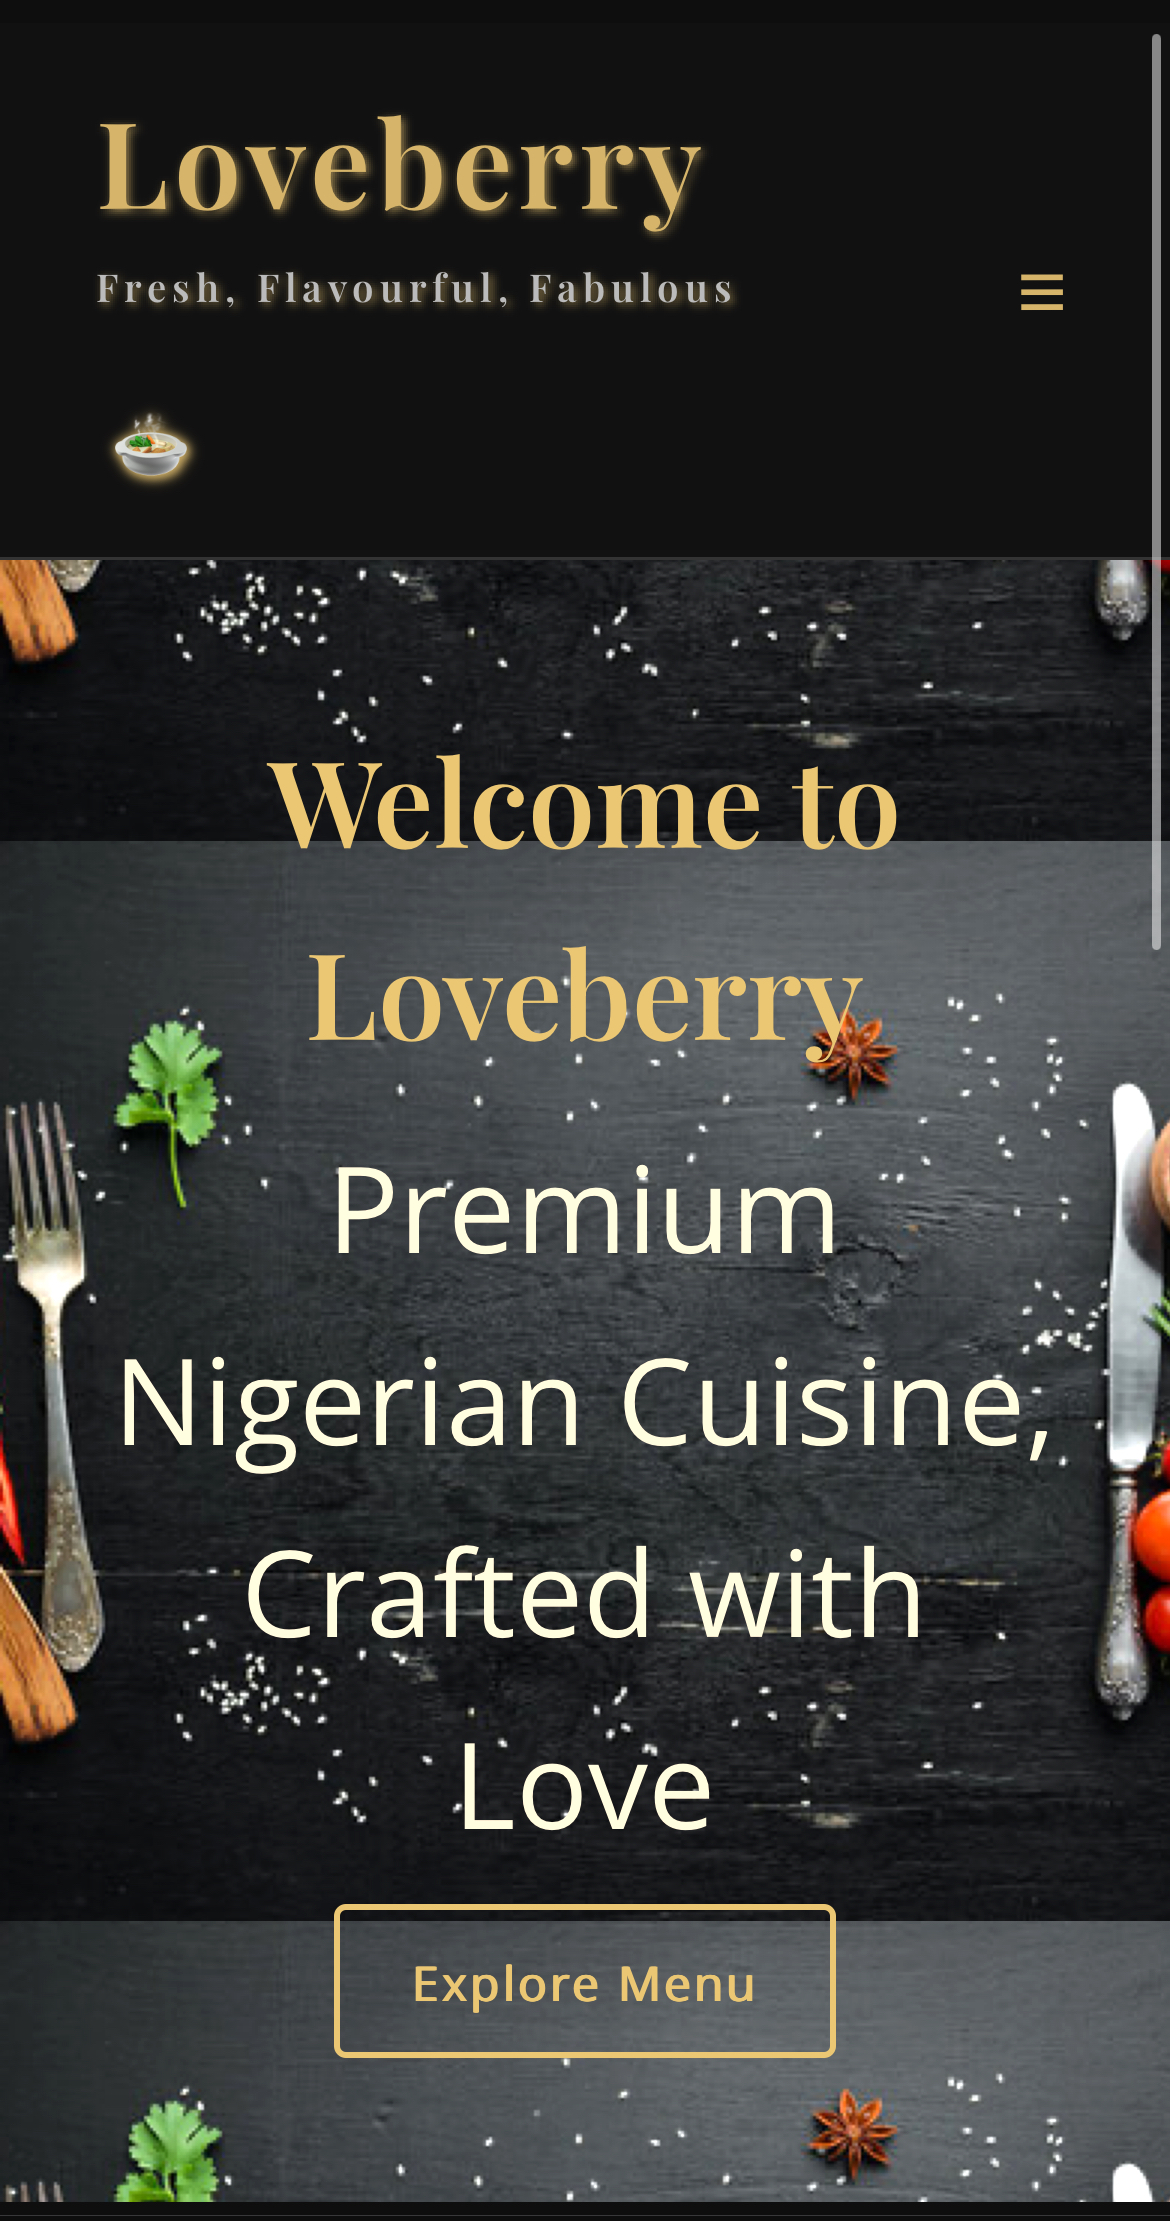 Loveberry
Fresh, Flavourful, Fabulous
Welcome to
Loveberry
Premium
Nigerian Cuisine,
Crafted with
Love
Explore Menu